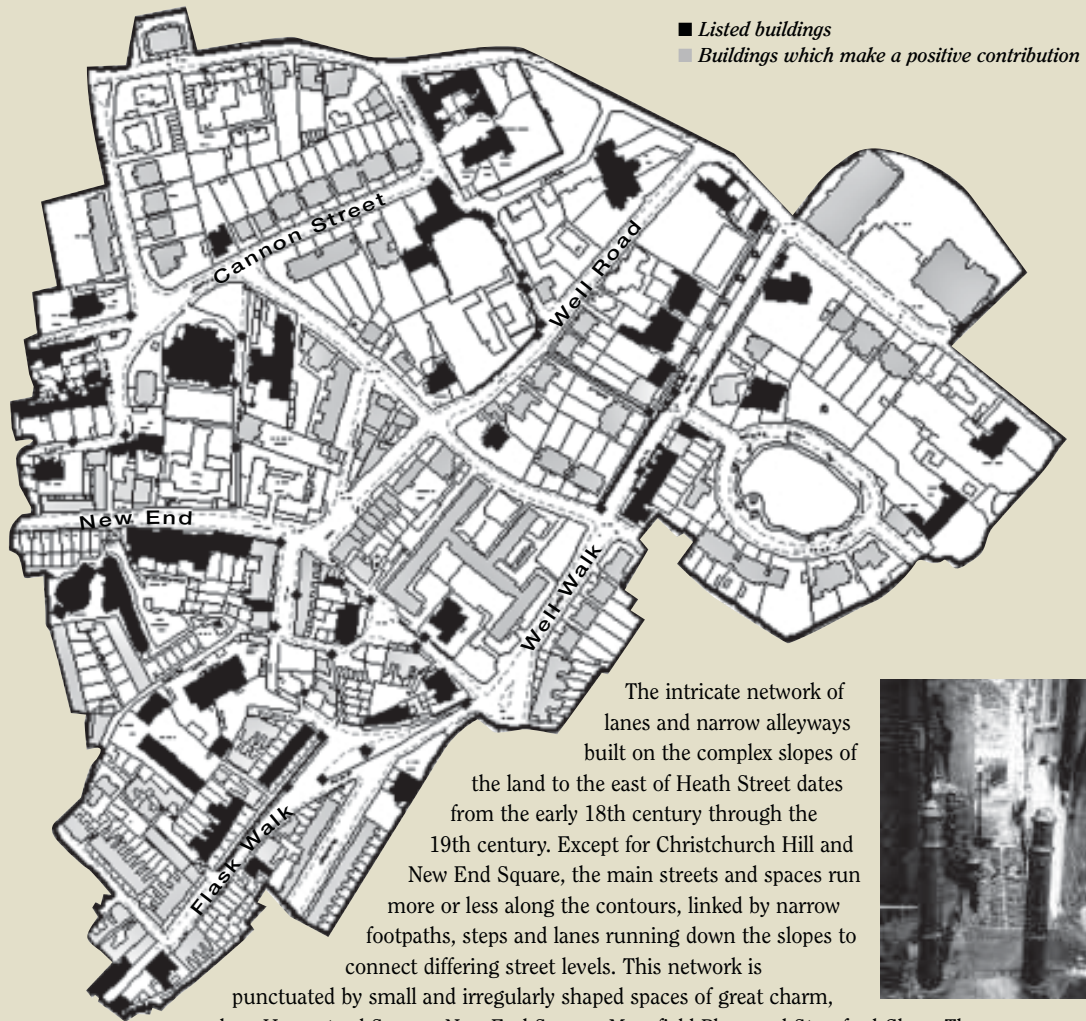 Listed buildings
Buildings which make a positive contribution
Cannon Street
Well Road
New End
Well Walk
Flask Walk
The intricate network of
lanes and narrow alleyways
built on the complex slopes of
the land to the east of Heath Street dates
from the early 18th century through the
19th century. Except for Christchurch Hill and
New End Square, the main streets and spaces run
more or less along the contours, linked by narrow
footpaths, steps and lanes running down the slopes to
connect differing street levels. This network is
punctuated by small and irregularly shaped spaces of great charm,